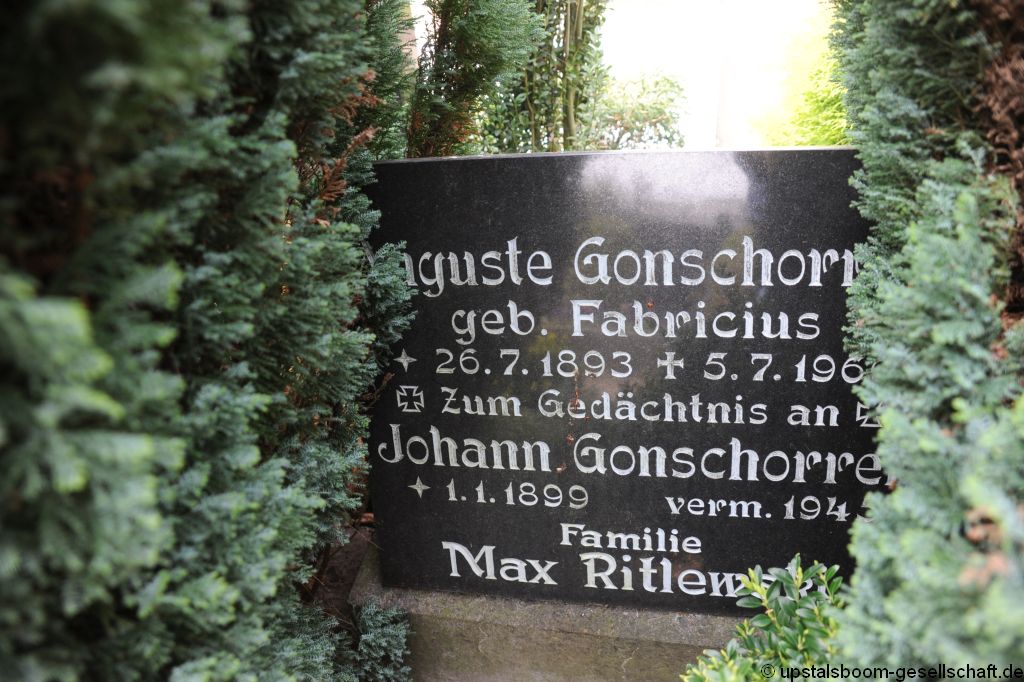 Auguste Gonschorr
geb. Fabricius
26.7.1893 5.7.196
Zum Gedächtnis an
Johann Gonschorre
1.1.1899 verm. 194
Familie
Max Ritlew
© upstalsboom-gesellschaft.de